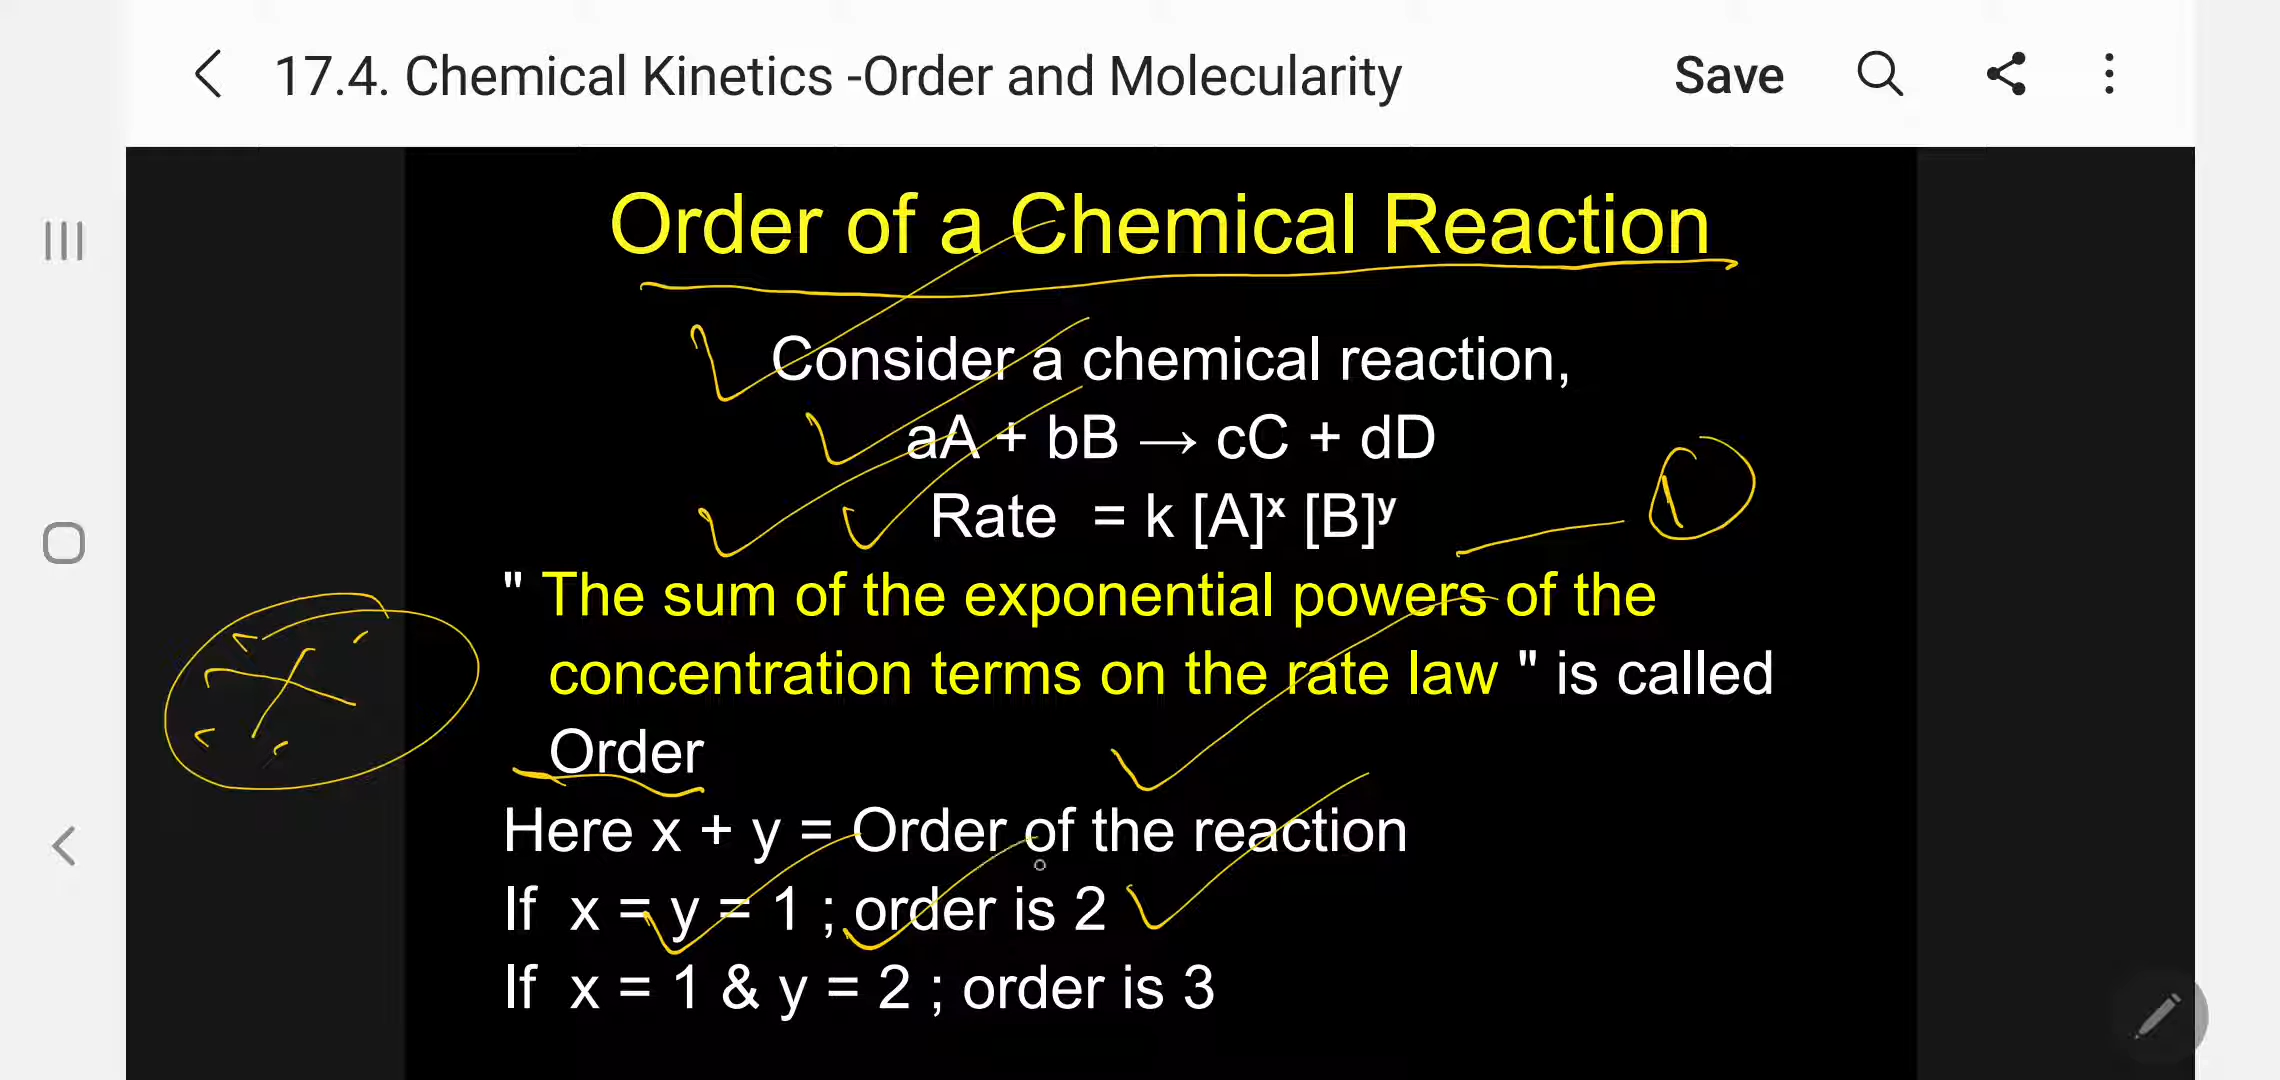 17.4. Chemical Kinetics -Order and Molecularity
Save
Order of a Chemical Reaction
Consider a chemical reaction,
aA + bB → cC + dD
Rate = k [A]ˣ [B]ʸ
1
" The sum of the exponential powers of the
concentration terms on the rate law " is called
Order
Here x + y = Order of the reaction
If x = y = 1 ; order is 2
If x = 1 & y = 2 ; order is 3